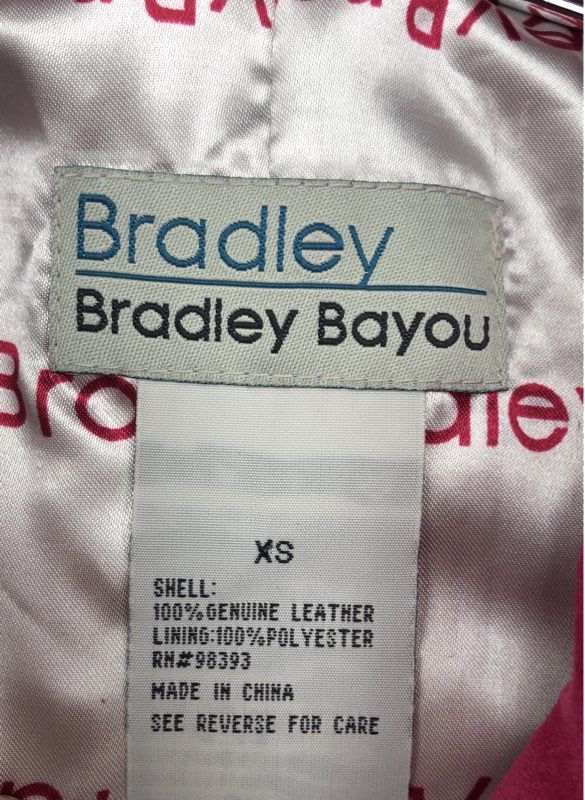 Bradley
Bradley Bayou
XS
SHELL:
100%GENUINE LEATHER
LINING:100%POLYESTER
RN#98393
MADE IN CHINA
SEE REVERSE FOR CARE